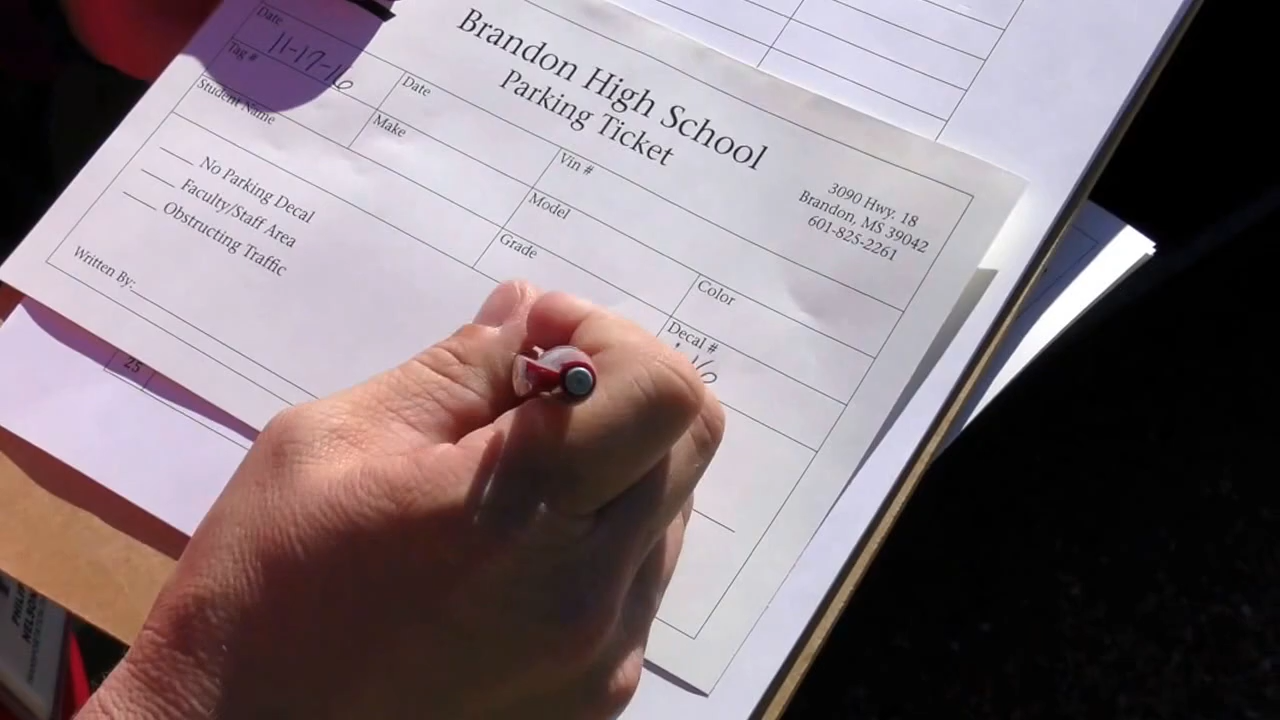 Brandon High School
Parking Ticket
3090 Hwy. 18
Brandon, MS 39042
601-825-2261
Date
11-17-16
Date
Vin #
Color
Tag #
Make
Model
Decal #
Student Name
Grade
No Parking Decal
Faculty/Staff Area
Obstructing Traffic
Written By:
25
NELSON